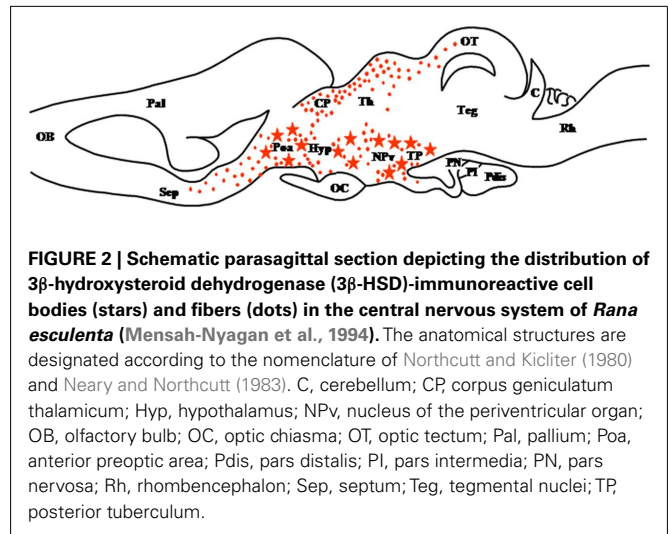 OT
Pal
CP
Th
C
Teg
OB
Rh
Poa
Hyp
NPv
TP
PN
PI
Pdis
Sep
OC
FIGURE 2 | Schematic parasagittal section depicting the distribution of
3β-hydroxysteroid dehydrogenase (3β-HSD)-immunoreactive cell
bodies (stars) and fibers (dots) in the central nervous system of Rana
esculenta (Mensah-Nyagan et al., 1994). The anatomical structures are
designated according to the nomenclature of Northcutt and Kicliter (1980)
and Neary and Northcutt (1983). C, cerebellum; CP, corpus geniculatum
thalamicum; Hyp, hypothalamus; NPv, nucleus of the periventricular organ;
OB, olfactory bulb; OC, optic chiasma; OT, optic tectum; Pal, pallium; Poa,
anterior preoptic area; Pdis, pars distalis; PI, pars intermedia; PN, pars
nervosa; Rh, rhombencephalon; Sep, septum; Teg, tegmental nuclei; TP,
posterior tuberculum.